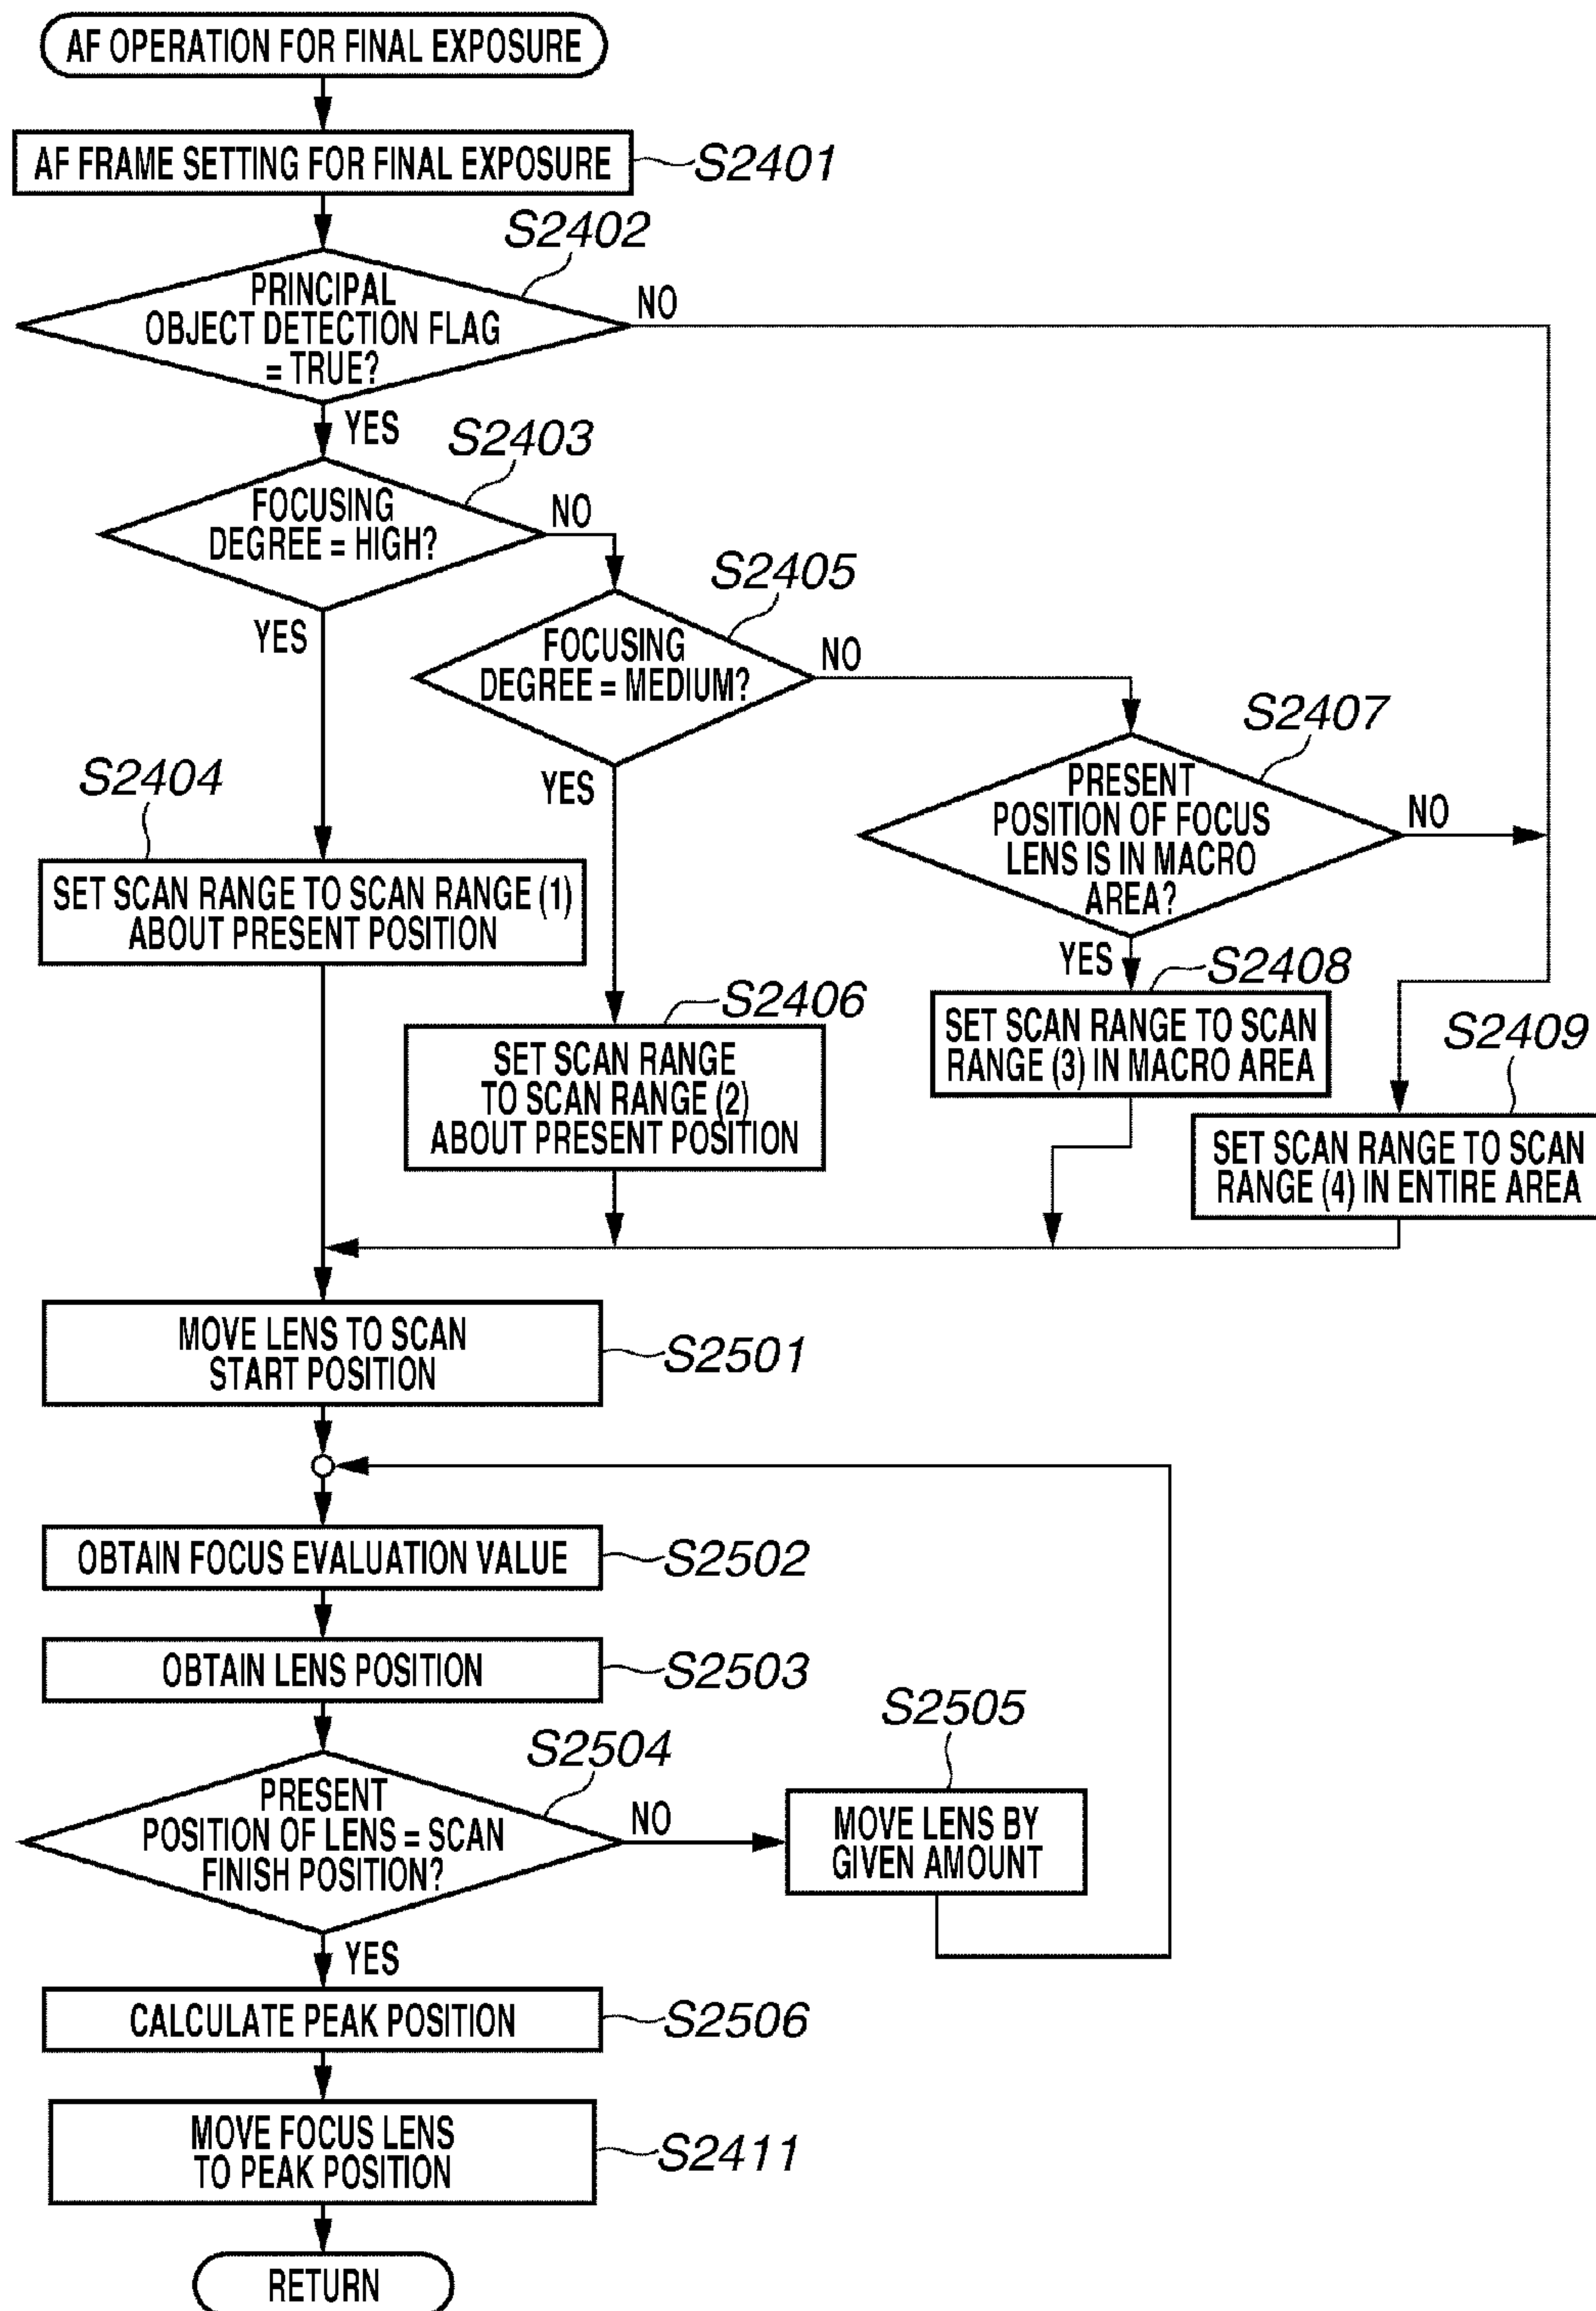 AF OPERATION FOR FINAL EXPOSURE
AF FRAME SETTING FOR FINAL EXPOSURE
S2401
S2402
PRINCIPAL
OBJECT DETECTION FLAG
= TRUE?
NO
YES
S2403
FOCUSING
DEGREE = HIGH?
NO
YES
S2405
FOCUSING
DEGREE = MEDIUM?
NO
YES
S2407
PRESENT
POSITION OF FOCUS
LENS IS IN MACRO
AREA?
NO
YES
S2404
SET SCAN RANGE TO SCAN RANGE (1)
ABOUT PRESENT POSITION
S2406
SET SCAN RANGE
TO SCAN RANGE (2)
ABOUT PRESENT POSITION
S2408
SET SCAN RANGE TO SCAN
RANGE (3) IN MACRO AREA
S2409
SET SCAN RANGE TO SCAN
RANGE (4) IN ENTIRE AREA
MOVE LENS TO SCAN
START POSITION
S2501
OBTAIN FOCUS EVALUATION VALUE
S2502
OBTAIN LENS POSITION
S2503
S2504
PRESENT
POSITION OF LENS = SCAN
FINISH POSITION?
NO
YES
S2505
MOVE LENS BY
GIVEN AMOUNT
CALCULATE PEAK POSITION
S2506
MOVE FOCUS LENS
TO PEAK POSITION
S2411
RETURN